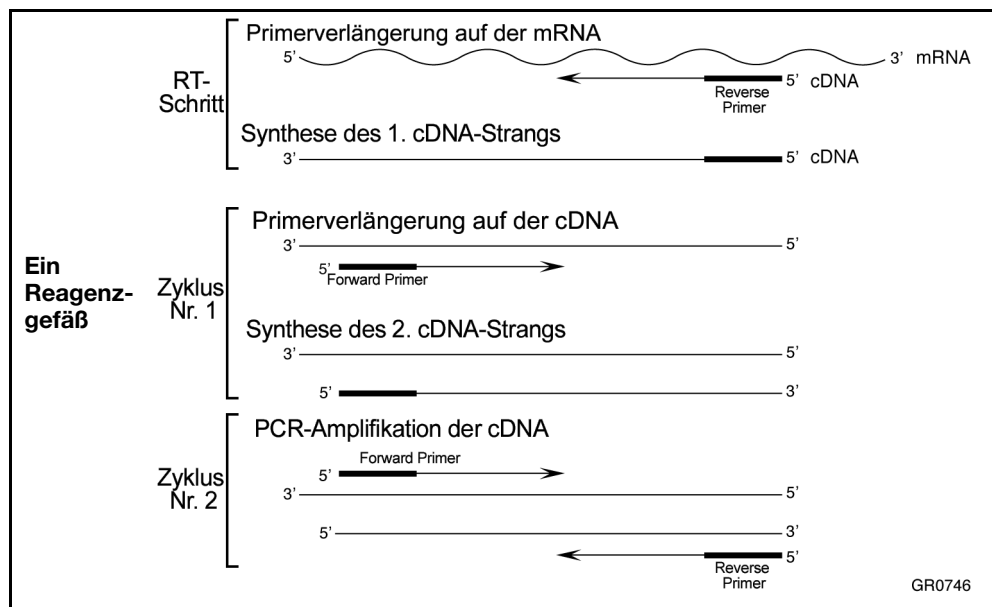 Primerverlängerung auf der mRNA
5’ 3’ mRNA
5’ cDNA
Reverse
Primer
RT-
Schritt
Synthese des 1. cDNA-Strangs
3’ 5’ cDNA
Primerverlängerung auf der cDNA
3’ 5’
5’
Forward Primer
Ein
Reagenz-
gefäß
Zyklus
Nr. 1
Synthese des 2. cDNA-Strangs
3’ 5’
5’ 3’
PCR-Amplifikation der cDNA
Forward Primer
5’
Zyklus
Nr. 2
3’ 5’
5’ 3’
5’
Reverse
Primer
GR0746